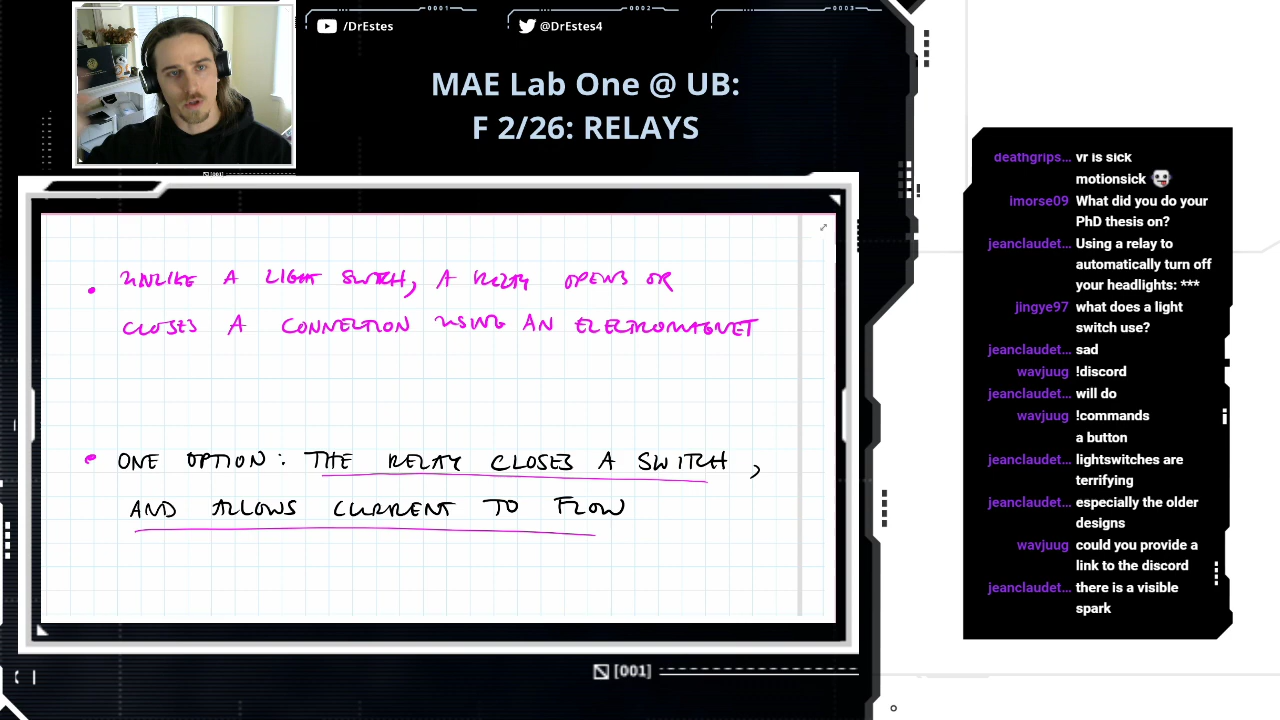 0001
0002
0003
/DrEstes
@DrEstes4
MAE Lab One @ UB:
F 2/26: RELAYS
[001]
• UNLIKE A LIGHT SWITCH, A RELAY OPENS OR
CLOSES A CONNECTION USING AN ELECTROMAGNET
• ONE OPTION: THE RELAY CLOSES A SWITCH,
AND ALLOWS CURRENT TO FLOW
[001]
deathgrips… vr is sick
motionsick
imorse09 What did you do your
PhD thesis on?
jeanclaudet… Using a relay to
automatically turn off
your headlights: ***
jingye97 what does a light
switch use?
jeanclaudet… sad
wavjuug !discord
jeanclaudet… will do
wavjuug !commands
a button
jeanclaudet… lightswitches are
terrifying
jeanclaudet… especially the older
designs
wavjuug could you provide a
link to the discord
jeanclaudet… there is a visible
spark